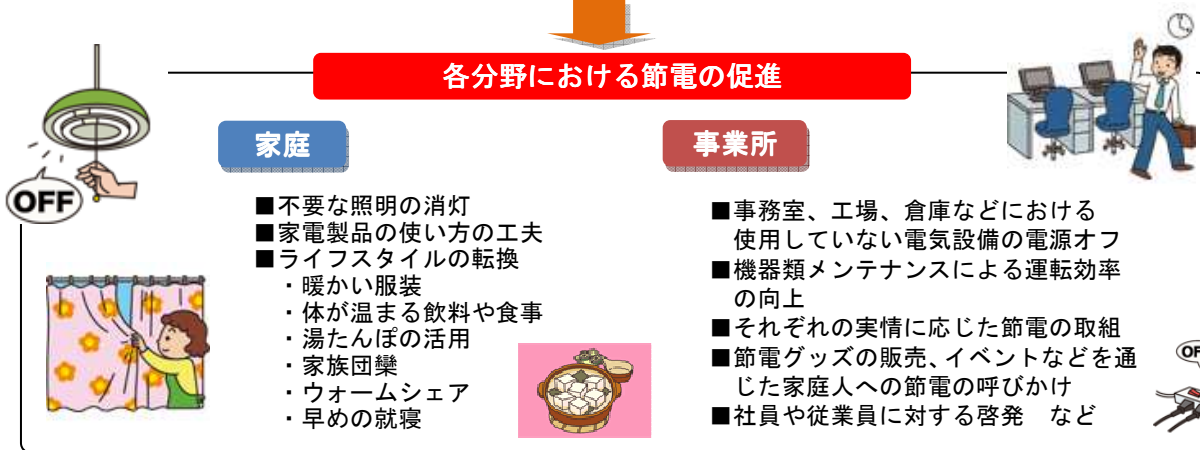 各分野における節電の促進
家庭
事業所
OFF
■不要な照明の消灯
■家電製品の使い方の工夫
■ライフスタイルの転換
・暖かい服装
・体が温まる飲料や食事
・湯たんぽの活用
・家族団欒
・ウォームシェア
・早めの就寝
■事務室、工場、倉庫などにおける
使用していない電気設備の電源オフ
■機器類メンテナンスによる運転効率
の向上
■それぞれの実情に応じた節電の取組
■節電グッズの販売、イベントなどを通
じた家庭人への節電の呼びかけ
■社員や従業員に対する啓発　など